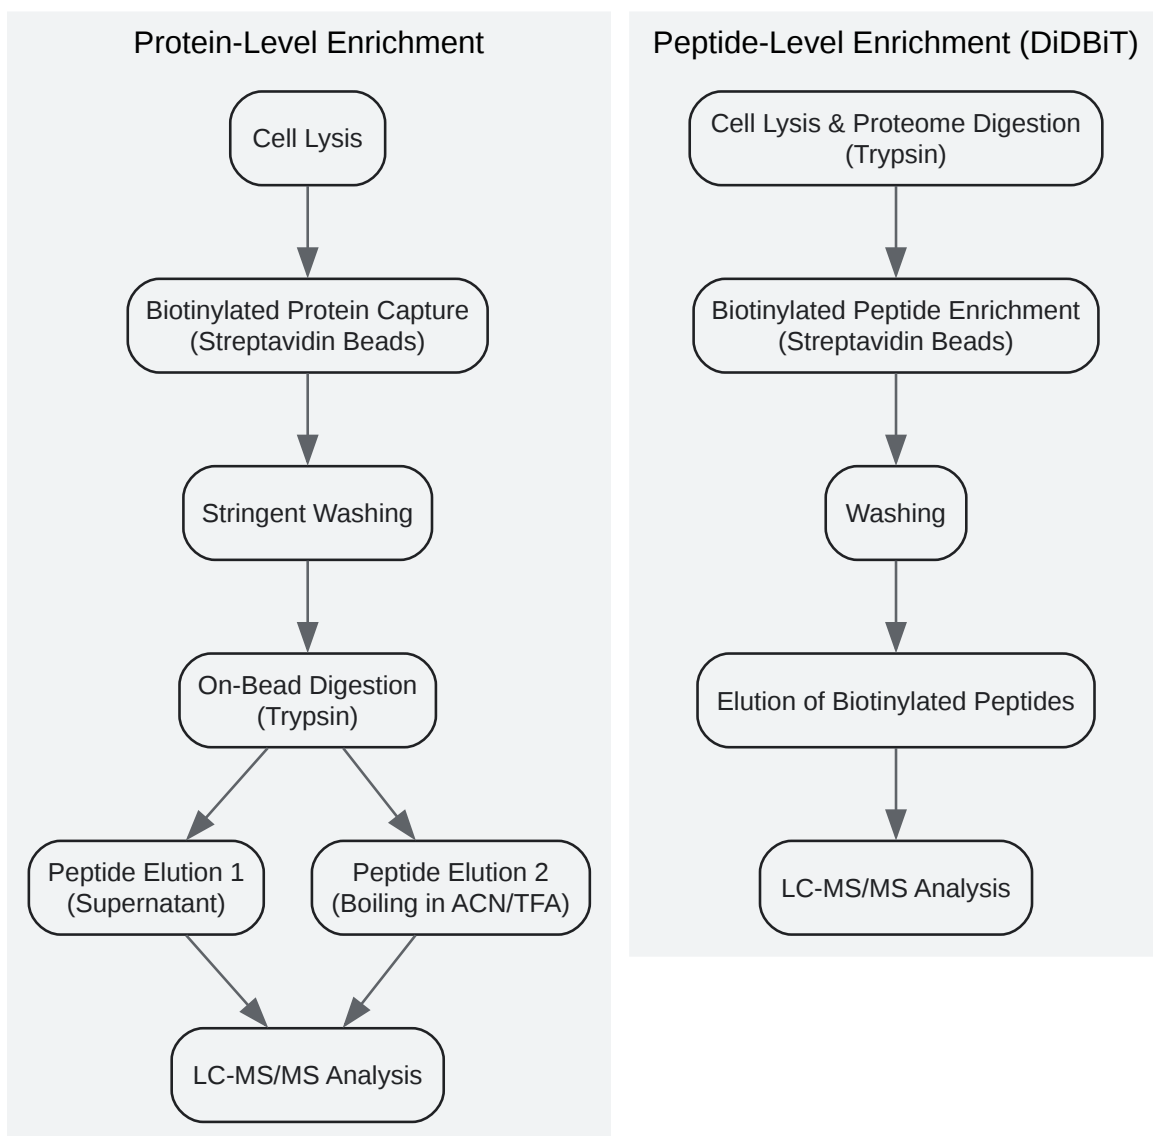 Protein-Level Enrichment
Cell Lysis
Biotinylated Protein Capture
(Streptavidin Beads)
Stringent Washing
On-Bead Digestion
(Trypsin)
Peptide Elution 1
(Supernatant)
Peptide Elution 2
(Boiling in ACN/TFA)
LC-MS/MS Analysis
Peptide-Level Enrichment (DiDBiT)
Cell Lysis & Proteome Digestion
(Trypsin)
Biotinylated Peptide Enrichment
(Streptavidin Beads)
Washing
Elution of Biotinylated Peptides
LC-MS/MS Analysis